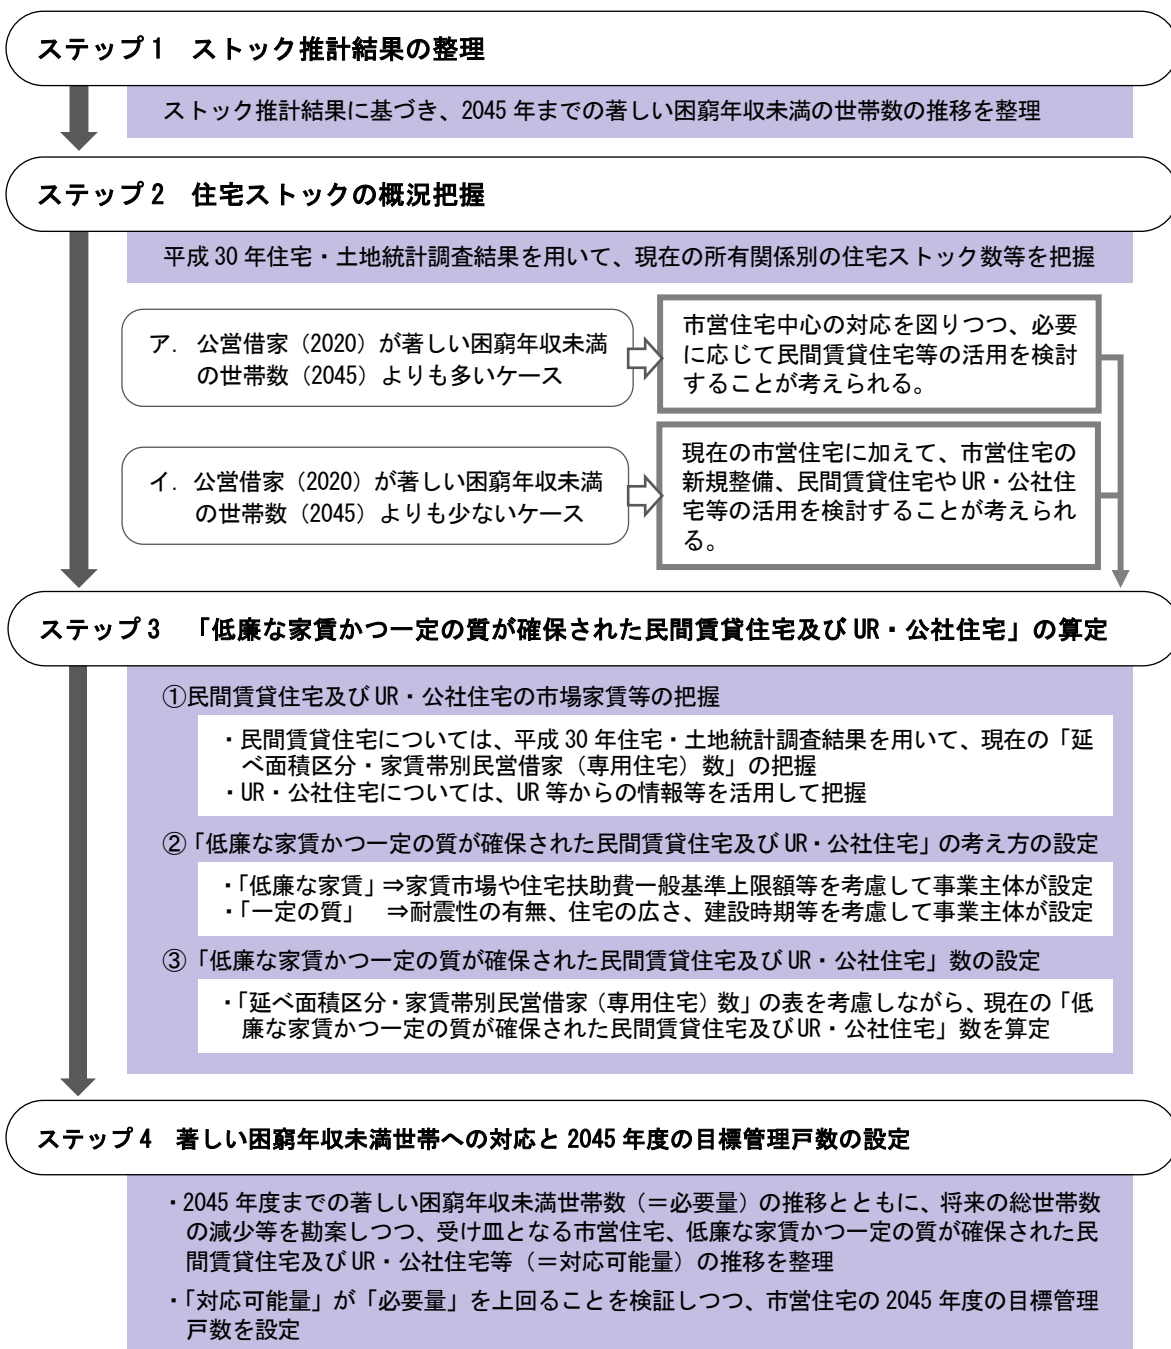 ステップ1 ストック推計結果の整理
ストック推計結果に基づき、2045 年までの著しい困窮年収未満の世帯数の推移を整理
ステップ2 住宅ストックの概況把握
平成 30 年住宅・土地統計調査結果を用いて、現在の所有関係別の住宅ストック数等を把握
ア. 公営借家（2020）が著しい困窮年収未満
の世帯数（2045）よりも多いケース
市営住宅中心の対応を図りつつ、必要
に応じて民間賃貸住宅等の活用を検討
することが考えられる。
イ. 公営借家（2020）が著しい困窮年収未満
の世帯数（2045）よりも少ないケース
現在の市営住宅に加えて、市営住宅の
新規整備、民間賃貸住宅や UR・公社住
宅等の活用を検討することが考えられ
る。
ステップ3 「低廉な家賃かつ一定の質が確保された民間賃貸住宅及び UR・公社住宅」の算定
①民間賃貸住宅及び UR・公社住宅の市場家賃等の把握
・民間賃貸住宅については、平成 30 年住宅・土地統計調査結果を用いて、現在の「延
べ面積区分・家賃帯別民営借家（専用住宅）数」の把握
・UR・公社住宅については、UR 等からの情報等を活用して把握
②「低廉な家賃かつ一定の質が確保された民間賃貸住宅及び UR・公社住宅」の考え方の設定
・「低廉な家賃」⇒家賃市場や住宅扶助費一般基準上限額等を考慮して事業主体が設定
・「一定の質」 ⇒耐震性の有無、住宅の広さ、建設時期等を考慮して事業主体が設定
③「低廉な家賃かつ一定の質が確保された民間賃貸住宅及び UR・公社住宅」数の設定
・「延べ面積区分・家賃帯別民営借家（専用住宅）数」の表を考慮しながら、現在の「低
廉な家賃かつ一定の質が確保された民間賃貸住宅及び UR・公社住宅」数を算定
ステップ4 著しい困窮年収未満世帯への対応と 2045 年度の目標管理戸数の設定
・2045 年度までの著しい困窮年収未満世帯数（＝必要量）の推移とともに、将来の総世帯数
の減少等を勘案しつつ、受け皿となる市営住宅、低廉な家賃かつ一定の質が確保された民
間賃貸住宅及び UR・公社住宅等（＝対応可能量）の推移を整理
・「対応可能量」が「必要量」を上回ることを検証しつつ、市営住宅の 2045 年度の目標管理
戸数を設定